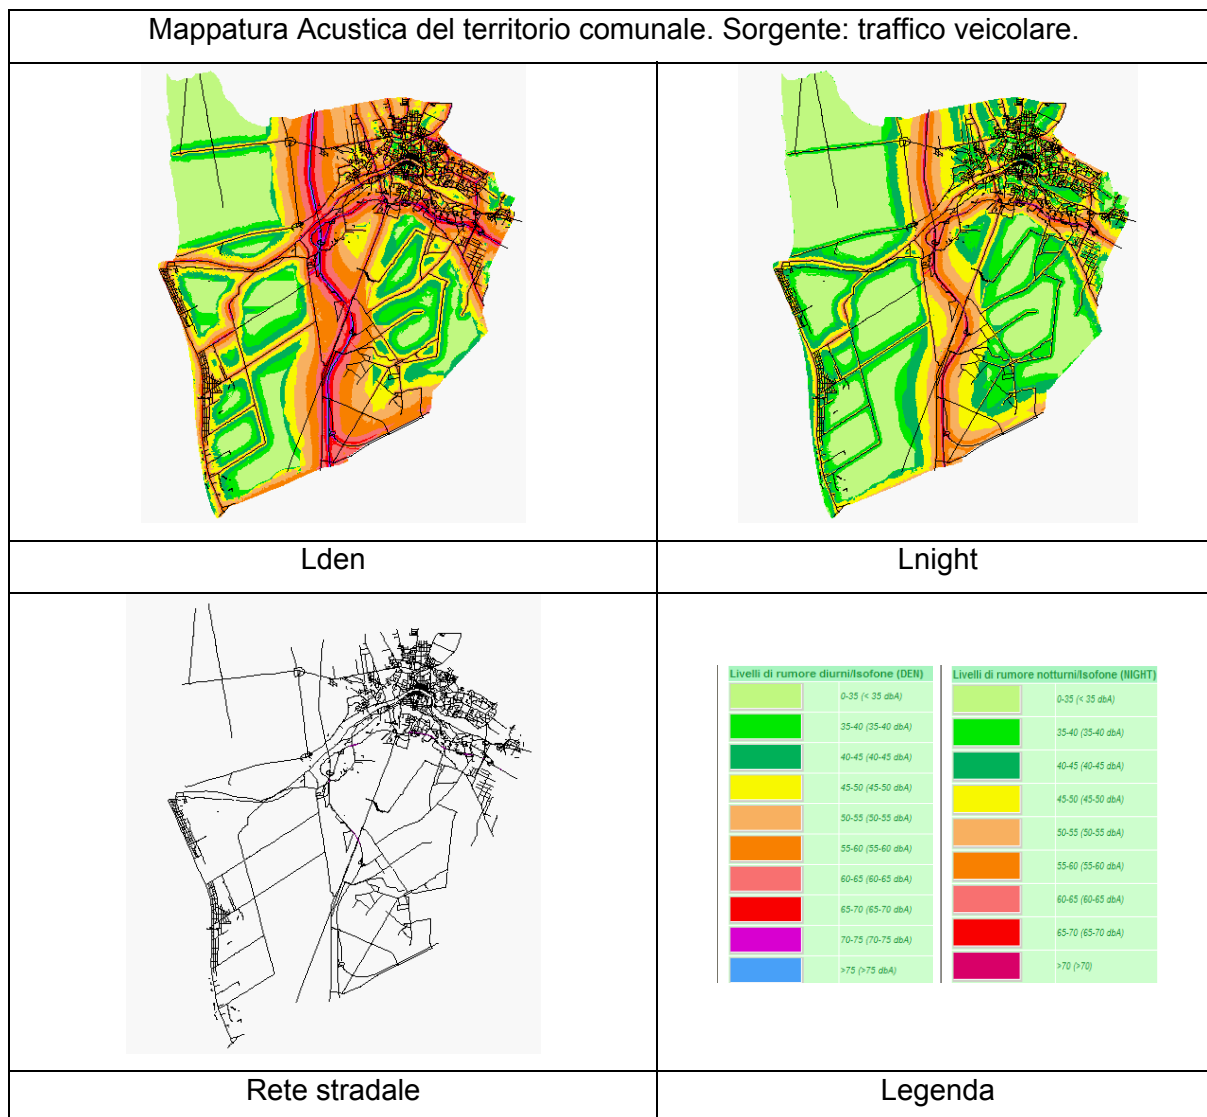 Mappatura Acustica del territorio comunale. Sorgente: traffico veicolare.
Lden
Lnight
Livelli di rumore diurni/Isofone (DEN)
0-35 (< 35 dbA)
35-40 (35-40 dbA)
40-45 (40-45 dbA)
45-50 (45-50 dbA)
50-55 (50-55 dbA)
55-60 (55-60 dbA)
60-65 (60-65 dbA)
65-70 (65-70 dbA)
70-75 (70-75 dbA)
>75 (>75 dbA)
Livelli di rumore notturni/Isofone (NIGHT)
0-35 (< 35 dbA)
35-40 (35-40 dbA)
40-45 (40-45 dbA)
45-50 (45-50 dbA)
50-55 (50-55 dbA)
55-60 (55-60 dbA)
60-65 (60-65 dbA)
65-70 (65-70 dbA)
>70 (>70)
Rete stradale
Legenda